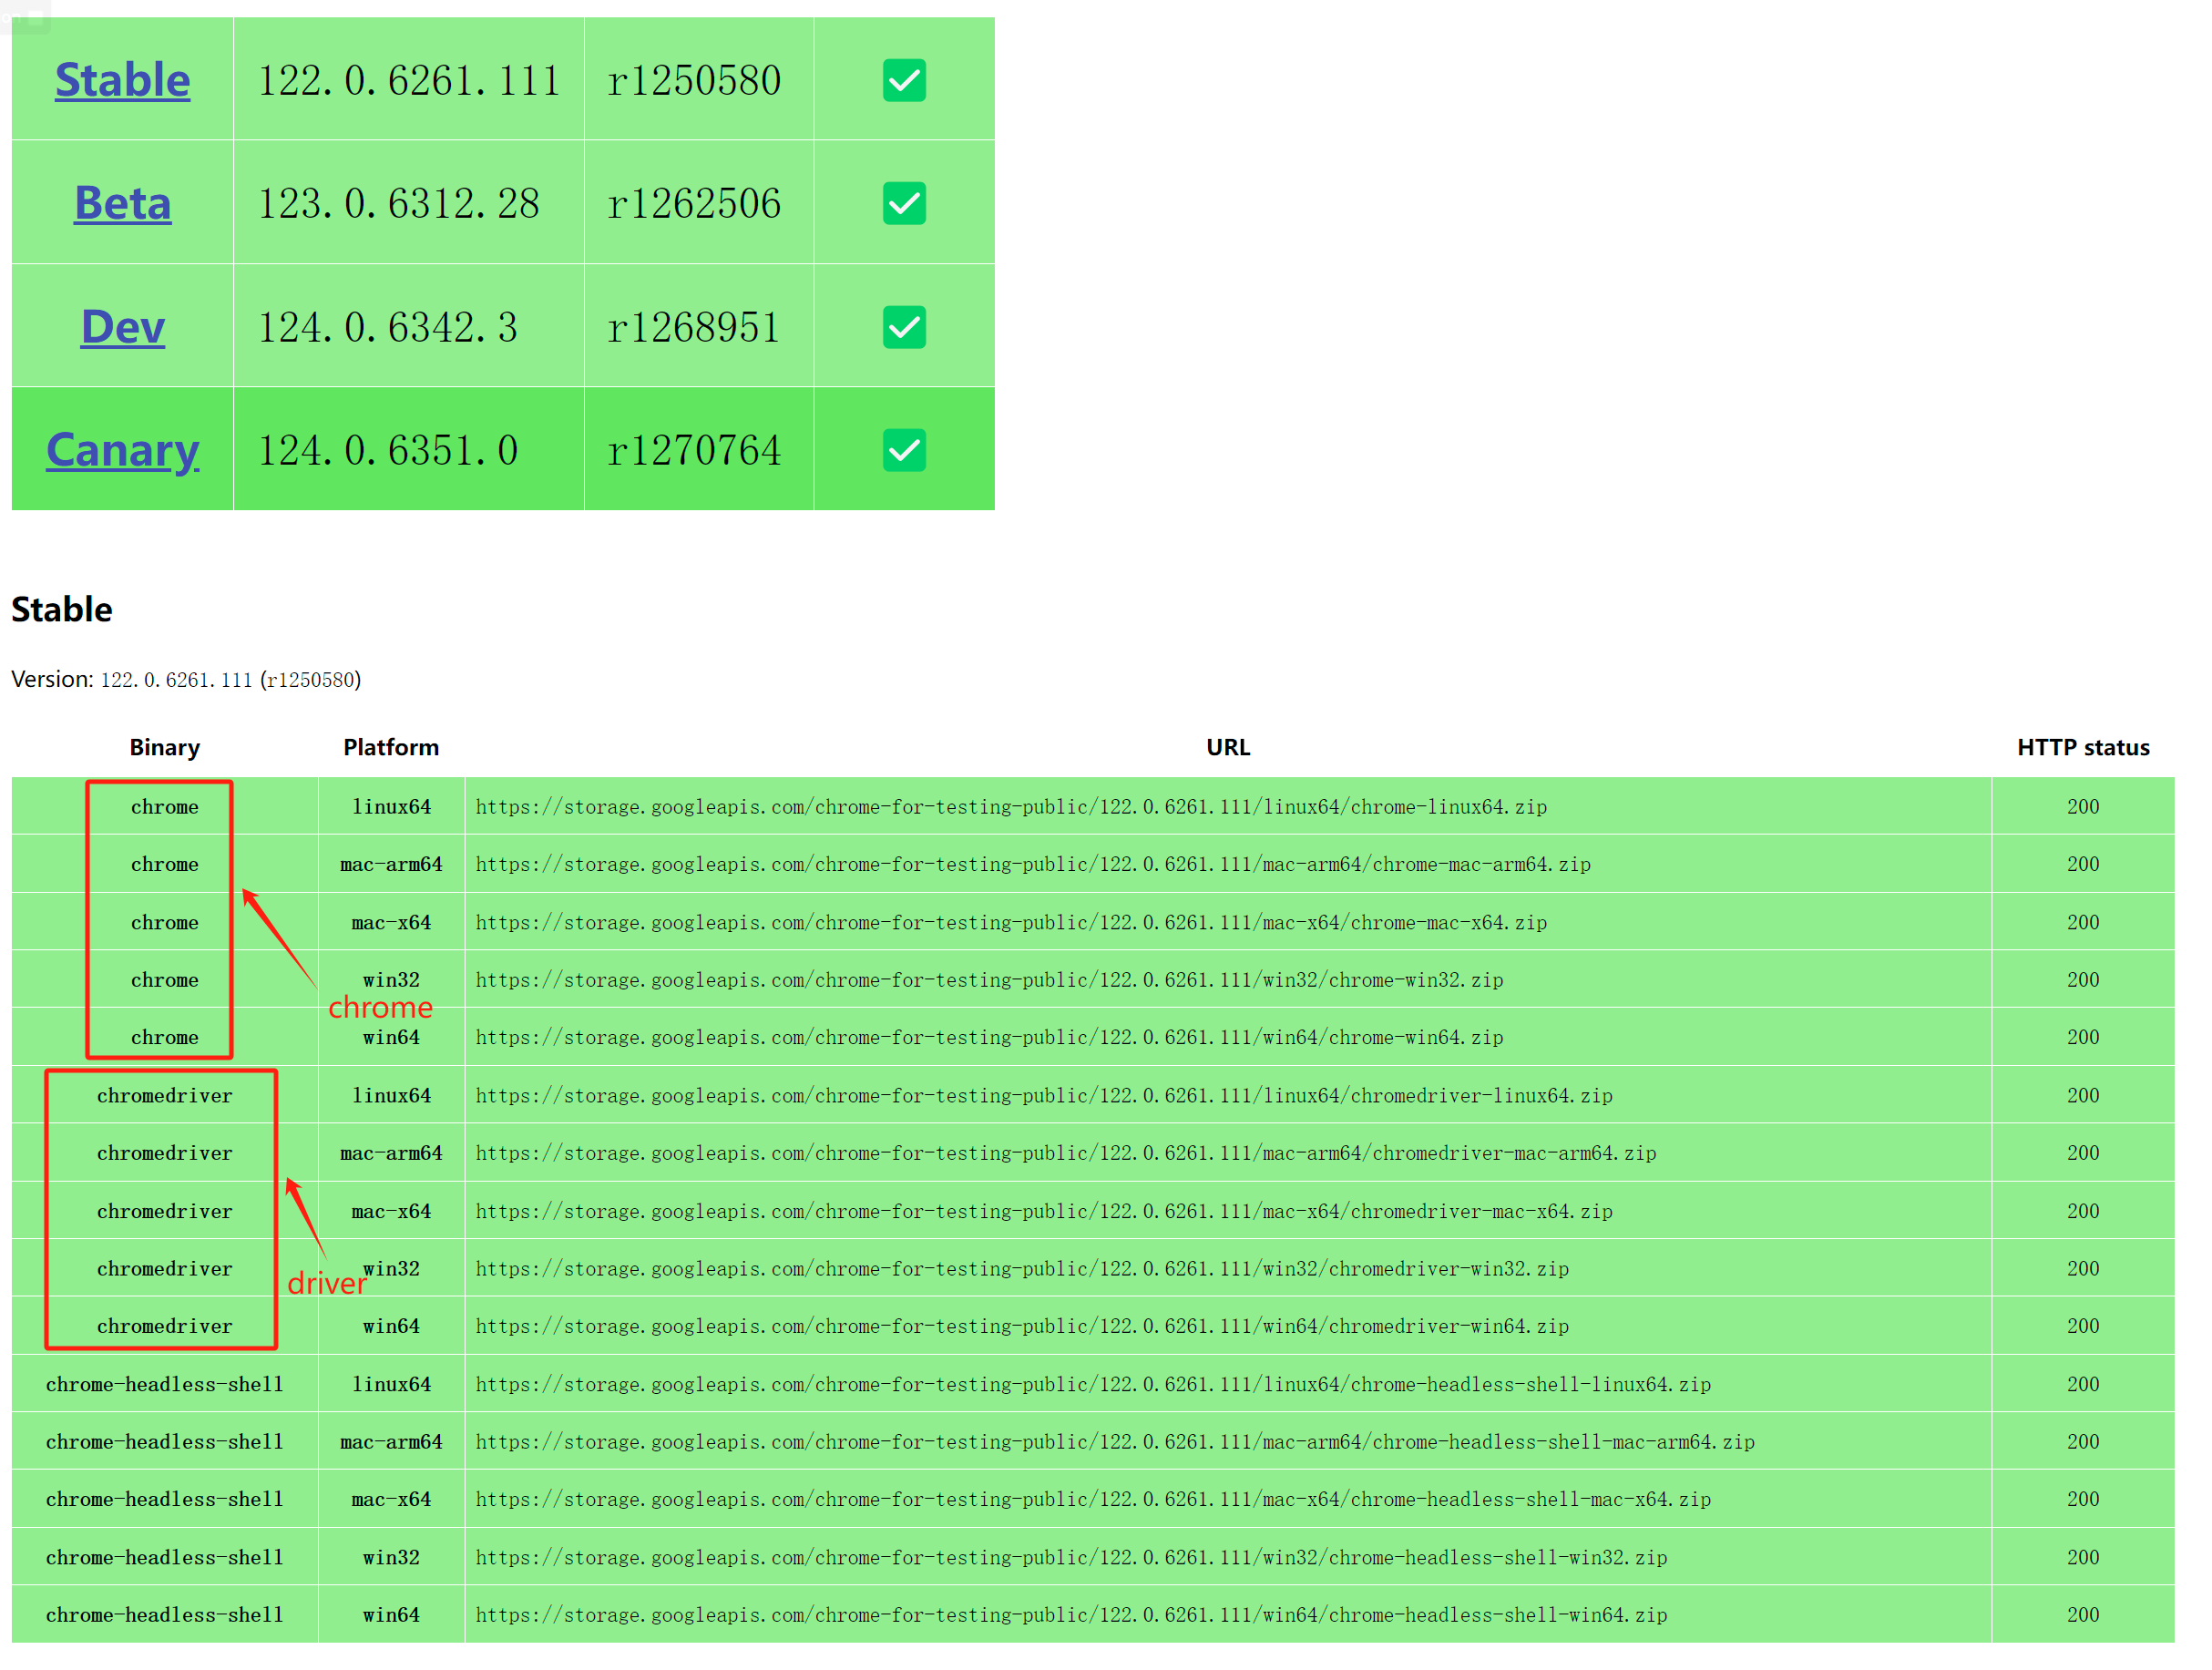 Stable 122.0.6261.111 r1250580 ✅
Beta 123.0.6312.28 r1262506 ✅
Dev 124.0.6342.3 r1268951 ✅
Canary 124.0.6351.0 r1270764 ✅
Stable
Version: 122.0.6261.111 (r1250580)
Binary Platform URL HTTP status
chrome linux64 https://storage.googleapis.com/chrome-for-testing-public/122.0.6261.111/linux64/chrome-linux64.zip 200
chrome mac-arm64 https://storage.googleapis.com/chrome-for-testing-public/122.0.6261.111/mac-arm64/chrome-mac-arm64.zip 200
chrome mac-x64 https://storage.googleapis.com/chrome-for-testing-public/122.0.6261.111/mac-x64/chrome-mac-x64.zip 200
chrome win32 https://storage.googleapis.com/chrome-for-testing-public/122.0.6261.111/win32/chrome-win32.zip 200
chrome
chrome win64 https://storage.googleapis.com/chrome-for-testing-public/122.0.6261.111/win64/chrome-win64.zip 200
chromedriver linux64 https://storage.googleapis.com/chrome-for-testing-public/122.0.6261.111/linux64/chromedriver-linux64.zip 200
chromedriver mac-arm64 https://storage.googleapis.com/chrome-for-testing-public/122.0.6261.111/mac-arm64/chromedriver-mac-arm64.zip 200
chromedriver mac-x64 https://storage.googleapis.com/chrome-for-testing-public/122.0.6261.111/mac-x64/chromedriver-mac-x64.zip 200
chromedriver win32 https://storage.googleapis.com/chrome-for-testing-public/122.0.6261.111/win32/chromedriver-win32.zip 200
driver
chromedriver win64 https://storage.googleapis.com/chrome-for-testing-public/122.0.6261.111/win64/chromedriver-win64.zip 200
chrome-headless-shell linux64 https://storage.googleapis.com/chrome-for-testing-public/122.0.6261.111/linux64/chrome-headless-shell-linux64.zip 200
chrome-headless-shell mac-arm64 https://storage.googleapis.com/chrome-for-testing-public/122.0.6261.111/mac-arm64/chrome-headless-shell-mac-arm64.zip 200
chrome-headless-shell mac-x64 https://storage.googleapis.com/chrome-for-testing-public/122.0.6261.111/mac-x64/chrome-headless-shell-mac-x64.zip 200
chrome-headless-shell win32 https://storage.googleapis.com/chrome-for-testing-public/122.0.6261.111/win32/chrome-headless-shell-win32.zip 200
chrome-headless-shell win64 https://storage.googleapis.com/chrome-for-testing-public/122.0.6261.111/win64/chrome-headless-shell-win64.zip 200